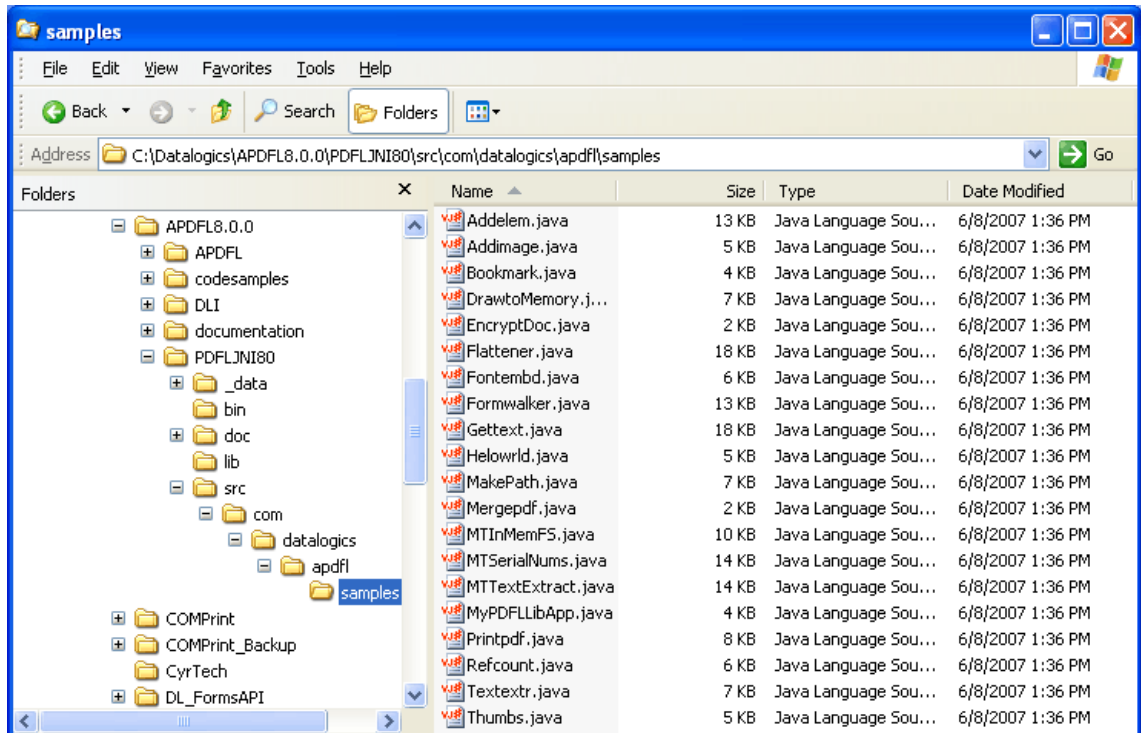 samples
File Edit View Favorites Tools Help
Back Search Folders
Address C:\Datalogics\APDFL8.0.0\PDFLJNI80\src\com\datalogics\apdfl\samples Go
Folders Name Size Type Date Modified
APDFL8.0.0 Addelem.java 13 KB Java Language Sou... 6/8/2007 1:36 PM
APDFL Addimage.java 5 KB Java Language Sou... 6/8/2007 1:36 PM
codesamples Bookmark.java 4 KB Java Language Sou... 6/8/2007 1:36 PM
DLI DrawtoMemory.j... 7 KB Java Language Sou... 6/8/2007 1:36 PM
documentation EncryptDoc.java 2 KB Java Language Sou... 6/8/2007 1:36 PM
PDFLJNI80 Flattener.java 18 KB Java Language Sou... 6/8/2007 1:36 PM
_data Fontembd.java 6 KB Java Language Sou... 6/8/2007 1:36 PM
bin Formwalker.java 13 KB Java Language Sou... 6/8/2007 1:36 PM
doc Gettext.java 18 KB Java Language Sou... 6/8/2007 1:36 PM
lib Helowrld.java 5 KB Java Language Sou... 6/8/2007 1:36 PM
src MakePath.java 7 KB Java Language Sou... 6/8/2007 1:36 PM
com Mergepdf.java 2 KB Java Language Sou... 6/8/2007 1:36 PM
datalogics MTInMemFS.java 10 KB Java Language Sou... 6/8/2007 1:36 PM
apdfl MTSerialNums.java 14 KB Java Language Sou... 6/8/2007 1:36 PM
samples MTTextExtract.java 14 KB Java Language Sou... 6/8/2007 1:36 PM
COMPrint MyPDFLLibApp.java 4 KB Java Language Sou... 6/8/2007 1:36 PM
COMPrint_Backup Printpdf.java 8 KB Java Language Sou... 6/8/2007 1:36 PM
CyrTech Refcount.java 6 KB Java Language Sou... 6/8/2007 1:36 PM
DL_FormsAPI Textextr.java 7 KB Java Language Sou... 6/8/2007 1:36 PM
Thumbs.java 5 KB Java Language Sou... 6/8/2007 1:36 PM